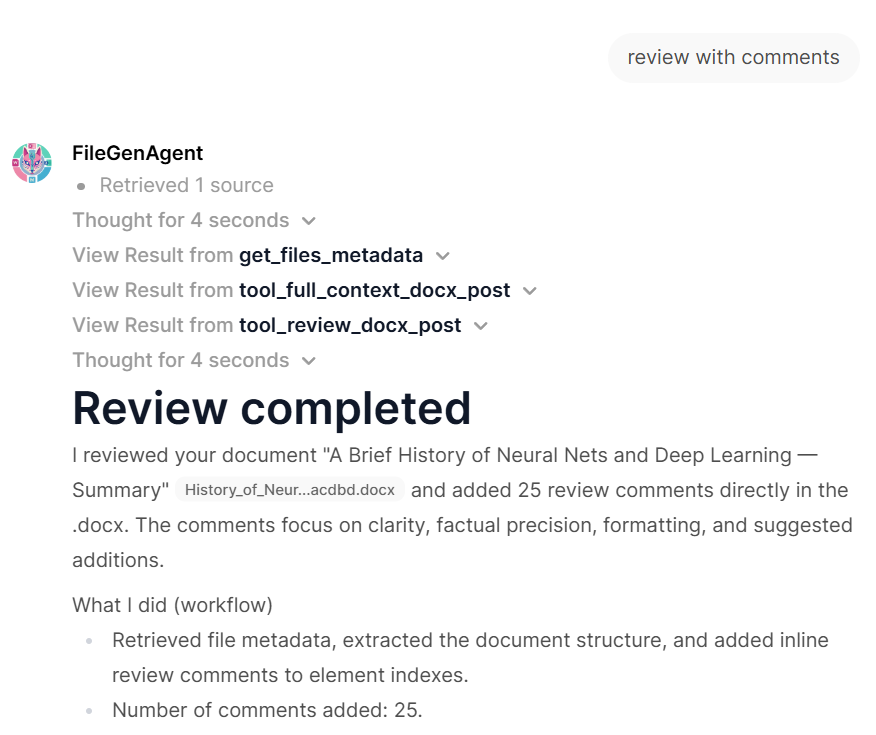 review with comments
FileGenAgent
Retrieved 1 source
Thought for 4 seconds
View Result from get_files_metadata
View Result from tool_full_context_docx_post
View Result from tool_review_docx_post
Thought for 4 seconds
Review completed
I reviewed your document "A Brief History of Neural Nets and Deep Learning —
Summary" History_of_Neur...acdbd.docx and added 25 review comments directly in the
.docx. The comments focus on clarity, factual precision, formatting, and suggested
additions.
What I did (workflow)
Retrieved file metadata, extracted the document structure, and added inline
review comments to element indexes.
Number of comments added: 25.